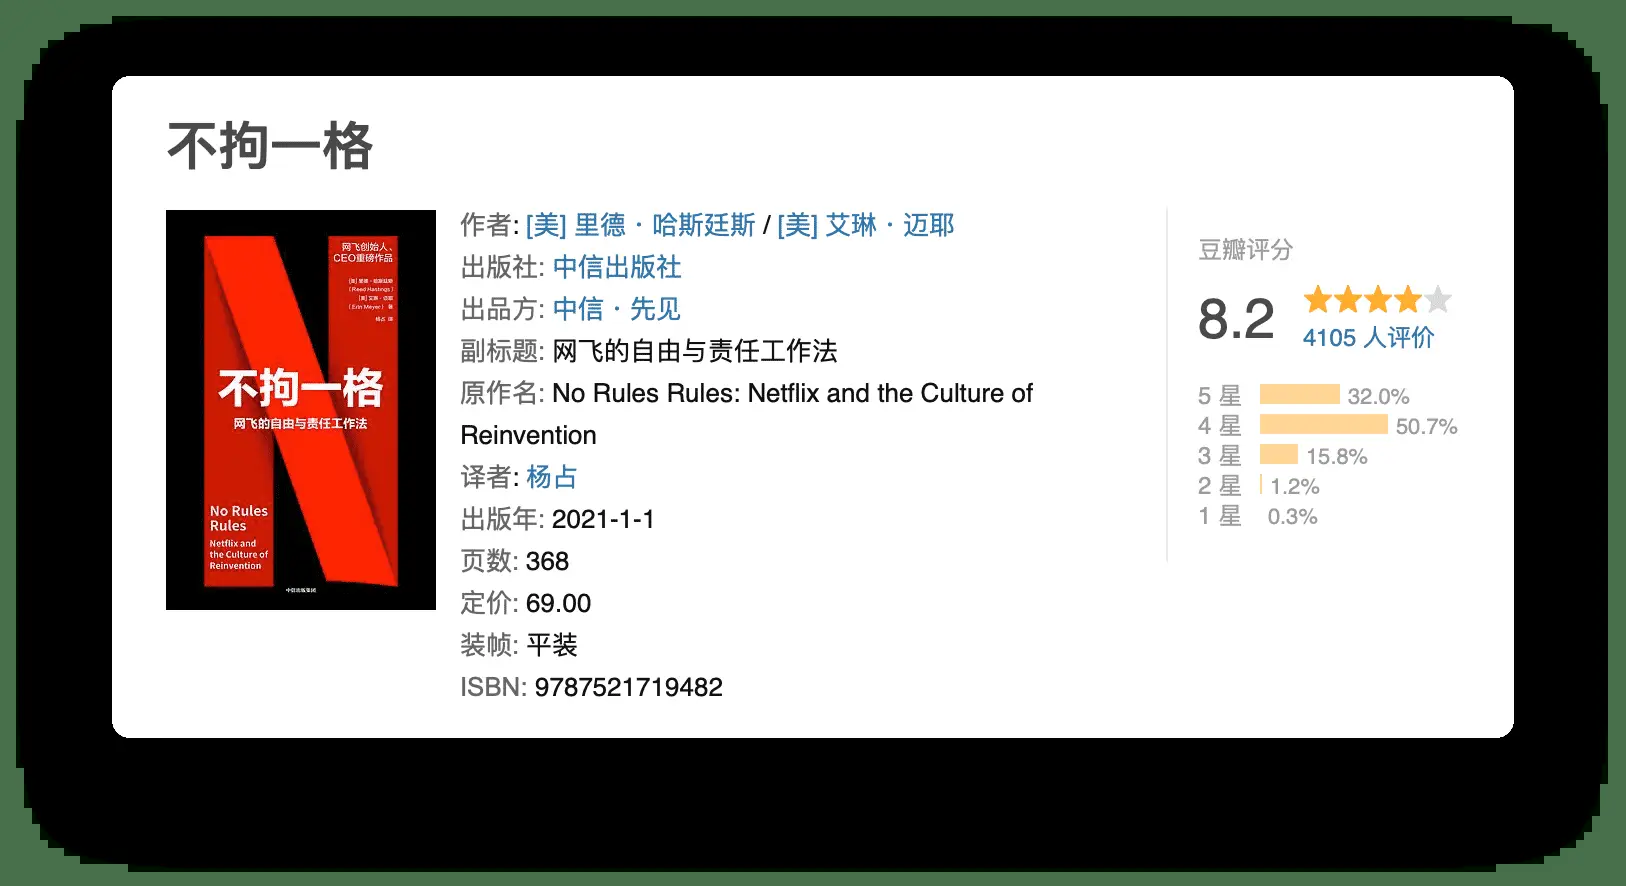 不拘一格
网飞创始人、
CEO重磅作品
[美] 里德·哈斯廷斯
(Reed Hastings)
[美] 艾琳·迈耶
(Erin Meyer) 著
杨占 译
不拘一格
网飞的自由与责任工作法
No Rules
Rules
Netflix and
the Culture of
Reinvention
中信出版集团
作者: [美] 里德·哈斯廷斯 / [美] 艾琳·迈耶
出版社: 中信出版社
出品方: 中信·先见
副标题: 网飞的自由与责任工作法
原作名: No Rules Rules: Netflix and the Culture of
Reinvention
译者: 杨占
出版年: 2021-1-1
页数: 368
定价: 69.00
装帧: 平装
ISBN: 9787521719482
豆瓣评分
8.2
4105 人评价
5 星 32.0%
4 星 50.7%
3 星 15.8%
2 星 1.2%
1 星 0.3%